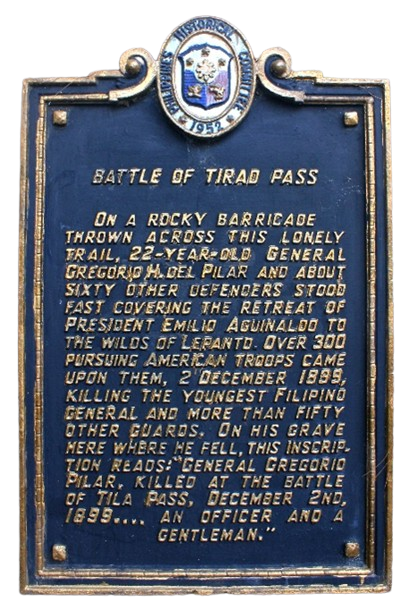 PHILIPPINES HISTORICAL COMMITTEE
1952
BATTLE OF TIRAD PASS
ON A ROCKY BARRICADE
THROWN ACROSS THIS LONELY
TRAIL, 22-YEAR-OLD GENERAL
GREGORIO H. DEL PILAR AND ABOUT
SIXTY OTHER DEFENDERS STOOD
FAST COVERING THE RETREAT OF
PRESIDENT EMILIO AGUINALDO TO
THE WILDS OF LEPANTO. OVER 300
PURSUING AMERICAN TROOPS CAME
UPON THEM, 2 DECEMBER 1899,
KILLING THE YOUNGEST FILIPINO
GENERAL AND MORE THAN FIFTY
OTHER GUARDS. ON HIS GRAVE
HERE WHERE HE FELL, THIS INSCRIP-
TION READS: "GENERAL GREGORIO
PILAR, KILLED AT THE BATTLE
OF TILA PASS, DECEMBER 2ND,
1899.... AN OFFICER AND A
GENTLEMAN."